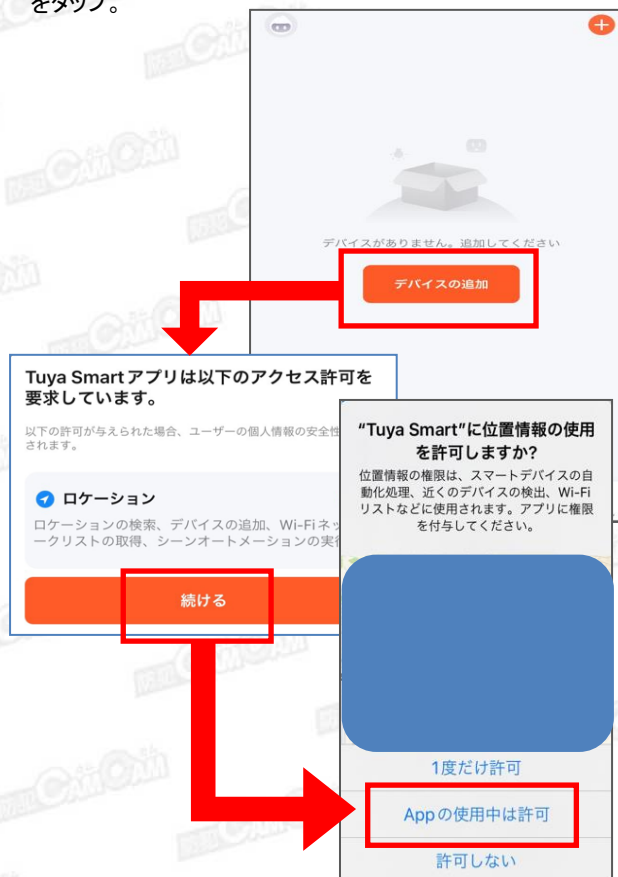 をタップ。
デバイスがありません。追加してください
デバイスの追加
Tuya Smartアプリは以下のアクセス許可を
要求しています。
以下の許可が与えられた場合、ユーザーの個人情報の安全性
されます。
ロケーション
ロケーションの検索、デバイスの追加、Wi-Fiネッ
ークリストの取得、シーンオートメーションの実行
続ける
“Tuya Smart”に位置情報の使用
を許可しますか?
位置情報の権限は、スマートデバイスの自
動化処理、近くのデバイスの検出、Wi-Fi
リストなどに使用されます。アプリに権限
を付与してください。
1度だけ許可
Appの使用中は許可
許可しない
防犯CAMCAM